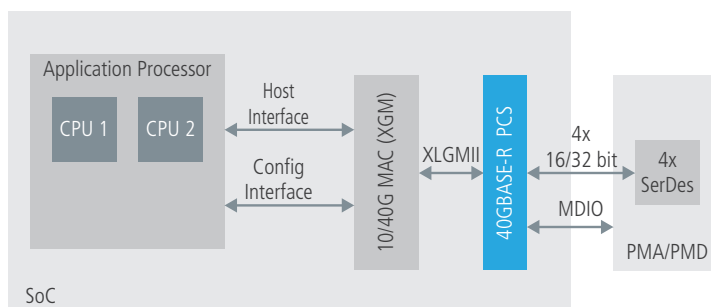 Application Processor
CPU 1
CPU 2
Host
Interface
Config
Interface
10/40G MAC (XGM)
XLGMII
40GBASE-R PCS
4x
16/32 bit
MDIO
4x
SerDes
PMA/PMD
SoC